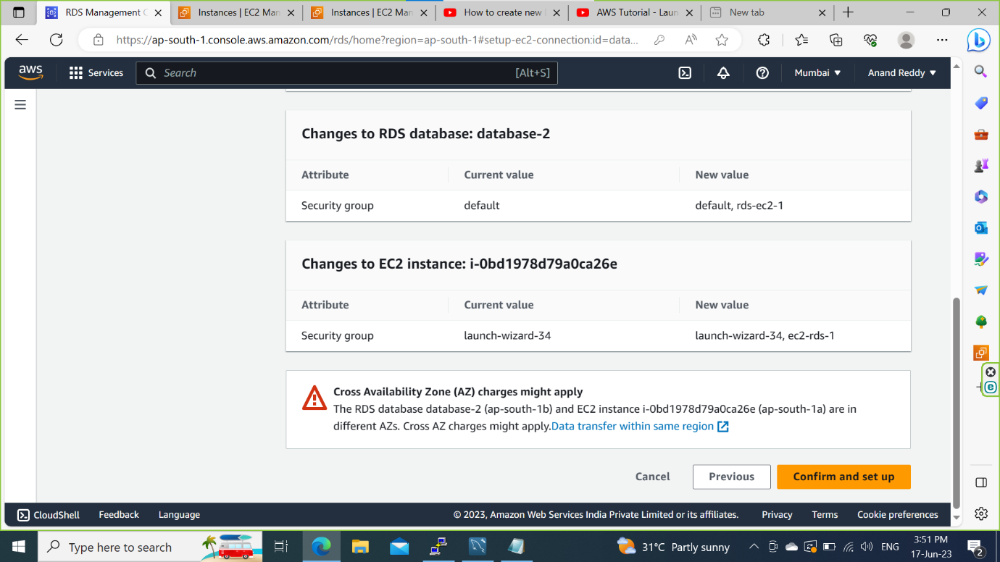 RDS Management C
Instances | EC2 Man
Instances | EC2 Man
How to create new
AWS Tutorial - Laun
New tab
https://ap-south-1.console.aws.amazon.com/rds/home?region=ap-south-1#setup-ec2-connection:id=data...
aws
Services
Search
[Alt+S]
Mumbai
Anand Reddy
Changes to RDS database: database-2
Attribute Current value New value
Security group default default, rds-ec2-1
Changes to EC2 instance: i-0bd1978d79a0ca26e
Attribute Current value New value
Security group launch-wizard-34 launch-wizard-34, ec2-rds-1
Cross Availability Zone (AZ) charges might apply
The RDS database database-2 (ap-south-1b) and EC2 instance i-0bd1978d79a0ca26e (ap-south-1a) are in
different AZs. Cross AZ charges might apply.Data transfer within same region
Cancel Previous Confirm and set up
CloudShell Feedback Language © 2023, Amazon Web Services India Private Limited or its affiliates. Privacy Terms Cookie preferences
Type here to search
31°C Partly sunny
ENG
3:51 PM
17-Jun-23
2